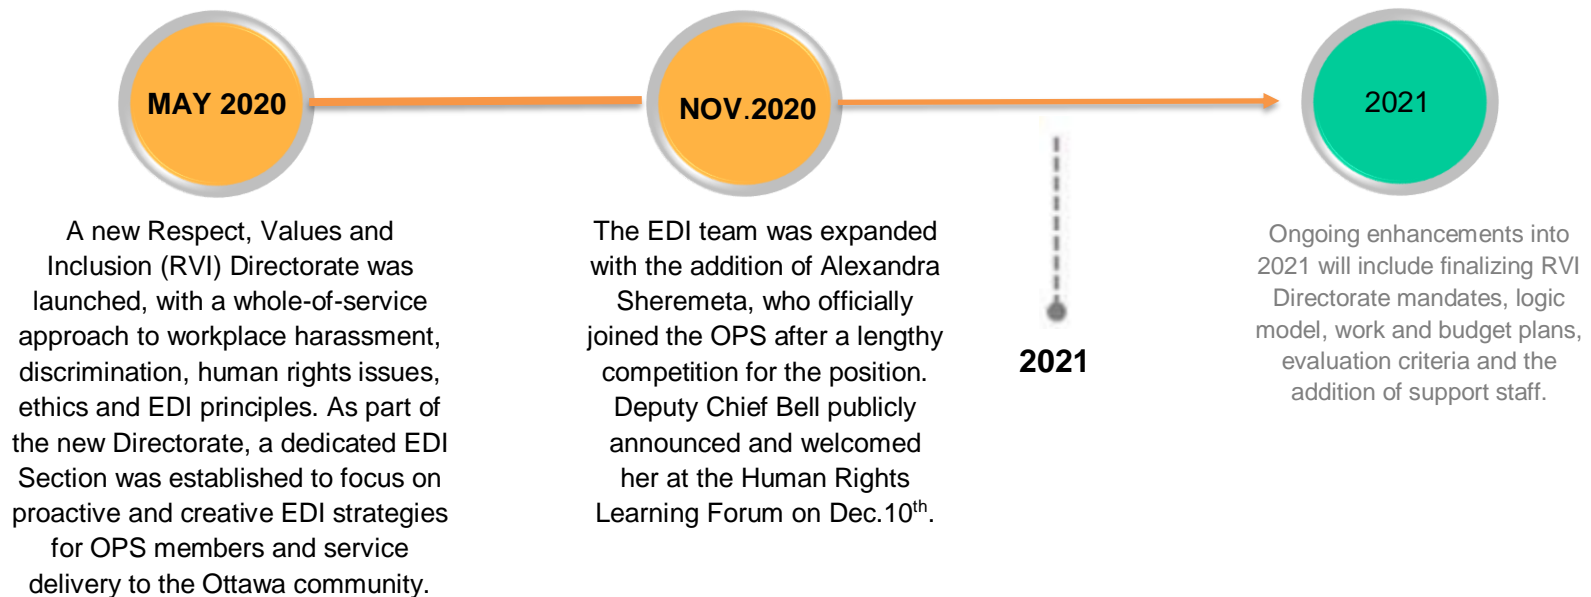 MAY 2020
A new Respect, Values and
Inclusion (RVI) Directorate was
launched, with a whole-of-service
approach to workplace harassment,
discrimination, human rights issues,
ethics and EDI principles. As part of
the new Directorate, a dedicated EDI
Section was established to focus on
proactive and creative EDI strategies
for OPS members and service
delivery to the Ottawa community.
NOV.2020
The EDI team was expanded
with the addition of Alexandra
Sheremeta, who officially
joined the OPS after a lengthy
competition for the position.
Deputy Chief Bell publicly
announced and welcomed
her at the Human Rights
Learning Forum on Dec.10th.
2021
2021
Ongoing enhancements into
2021 will include finalizing RVI
Directorate mandates, logic
model, work and budget plans,
evaluation criteria and the
addition of support staff.